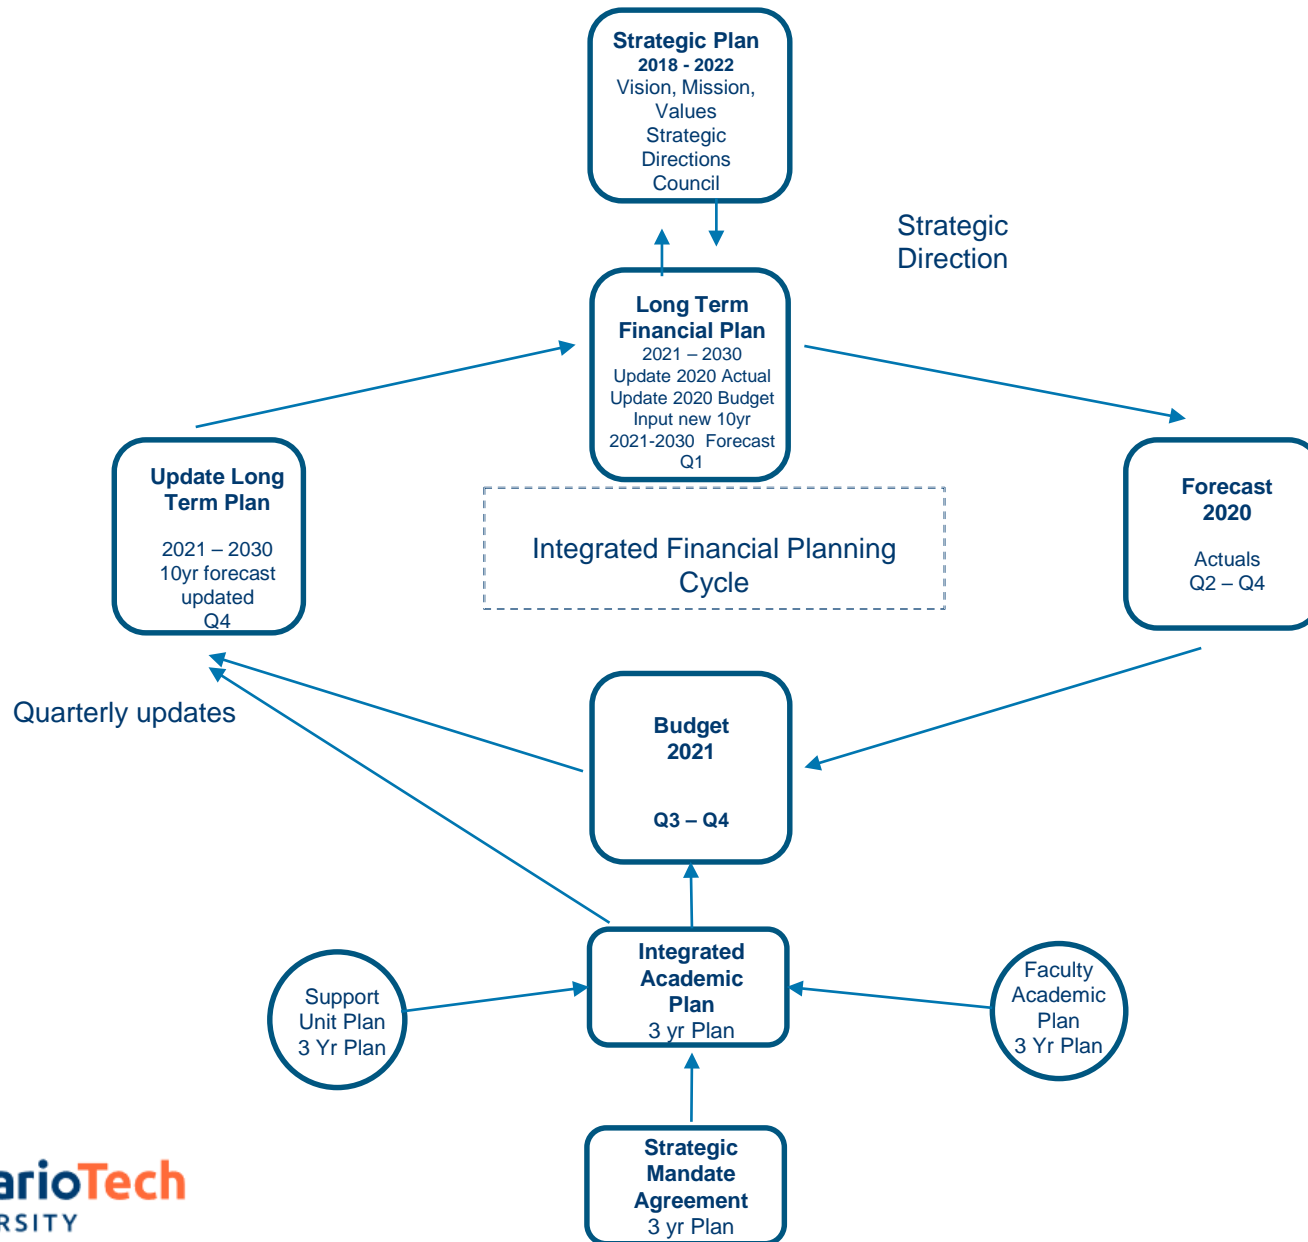 Strategic Plan
2018 - 2022
Vision, Mission,
Values
Strategic
Directions
Council
Strategic
Direction
Long Term
Financial Plan
2021 – 2030
Update 2020 Actual
Update 2020 Budget
Input new 10yr
2021-2030 Forecast
Q1
Update Long
Term Plan
2021 – 2030
10yr forecast
updated
Q4
Forecast
2020
Actuals
Q2 – Q4
Integrated Financial Planning
Cycle
Quarterly updates
Budget
2021
Q3 – Q4
Integrated
Academic
Plan
3 yr Plan
Support
Unit Plan
3 Yr Plan
Faculty
Academic
Plan
3 Yr Plan
Strategic
Mandate
Agreement
3 yr Plan
arioTech
RSITY